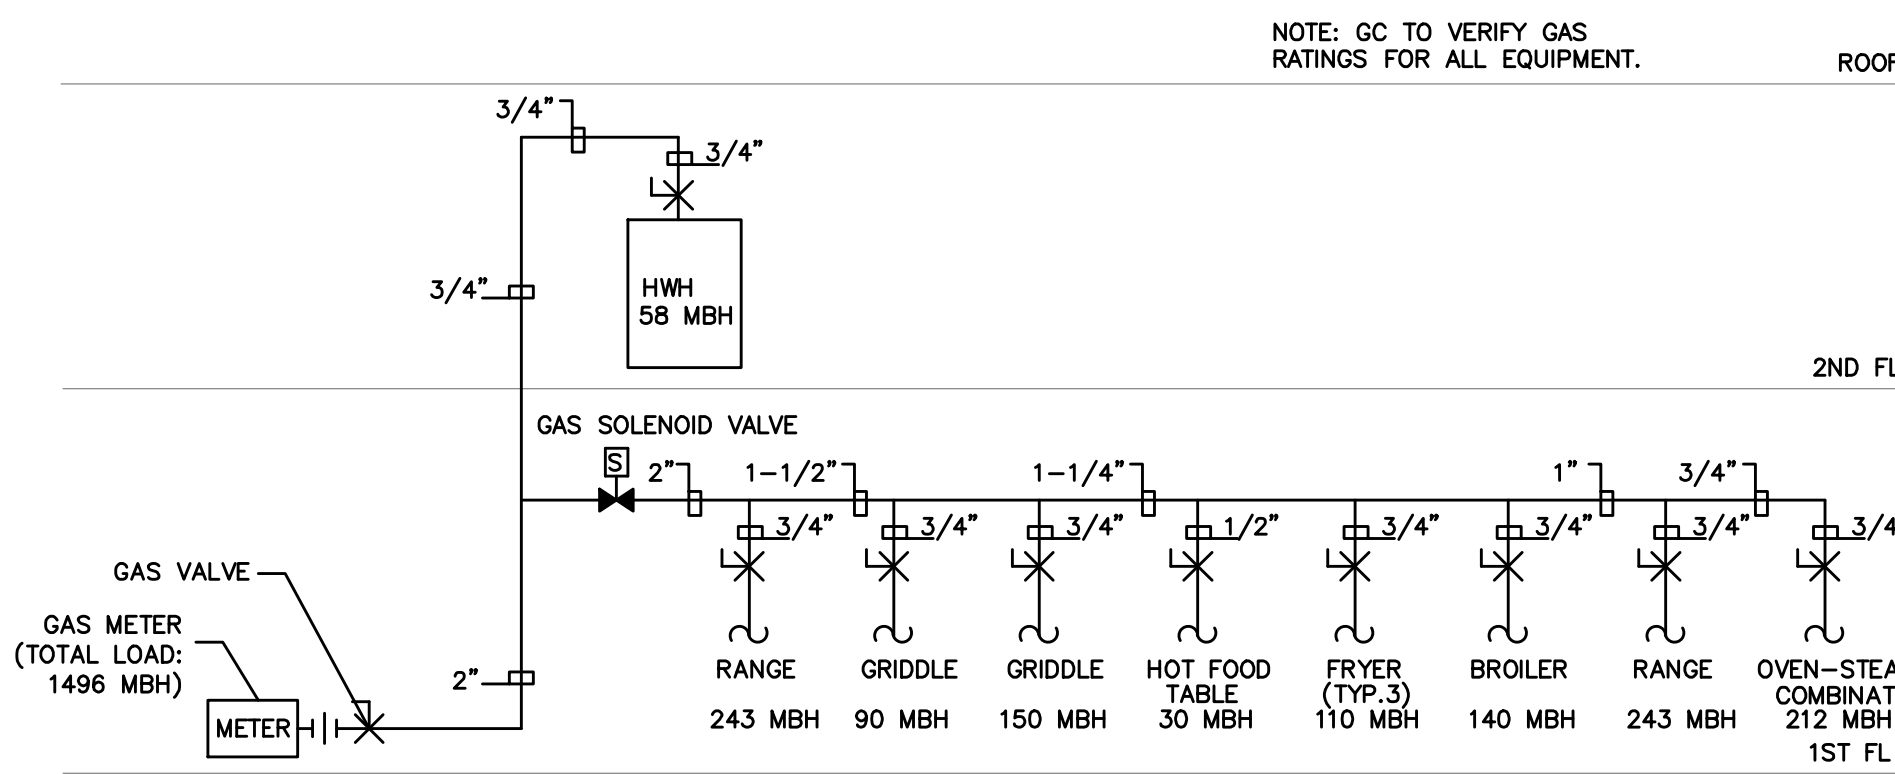 NOTE: GC TO VERIFY GAS
RATINGS FOR ALL EQUIPMENT.
3/4"
3/4"
HWH
58 MBH
3/4"
2ND
GAS SOLENOID VALVE
S
2"
1-1/2"
1-1/4"
1"
3/4"
3/4"
3/4"
3/4"
1/2"
3/4"
3/4"
3/4"
GAS VALVE
GAS METER
(TOTAL LOAD:
1496 MBH)
2"
METER
RANGE
243 MBH
GRIDDLE
90 MBH
GRIDDLE
150 MBH
HOT FOOD
TABLE
30 MBH
FRYER
(TYP.3)
110 MBH
BROILER
140 MBH
RANGE
243 MBH
212 MBH
1ST